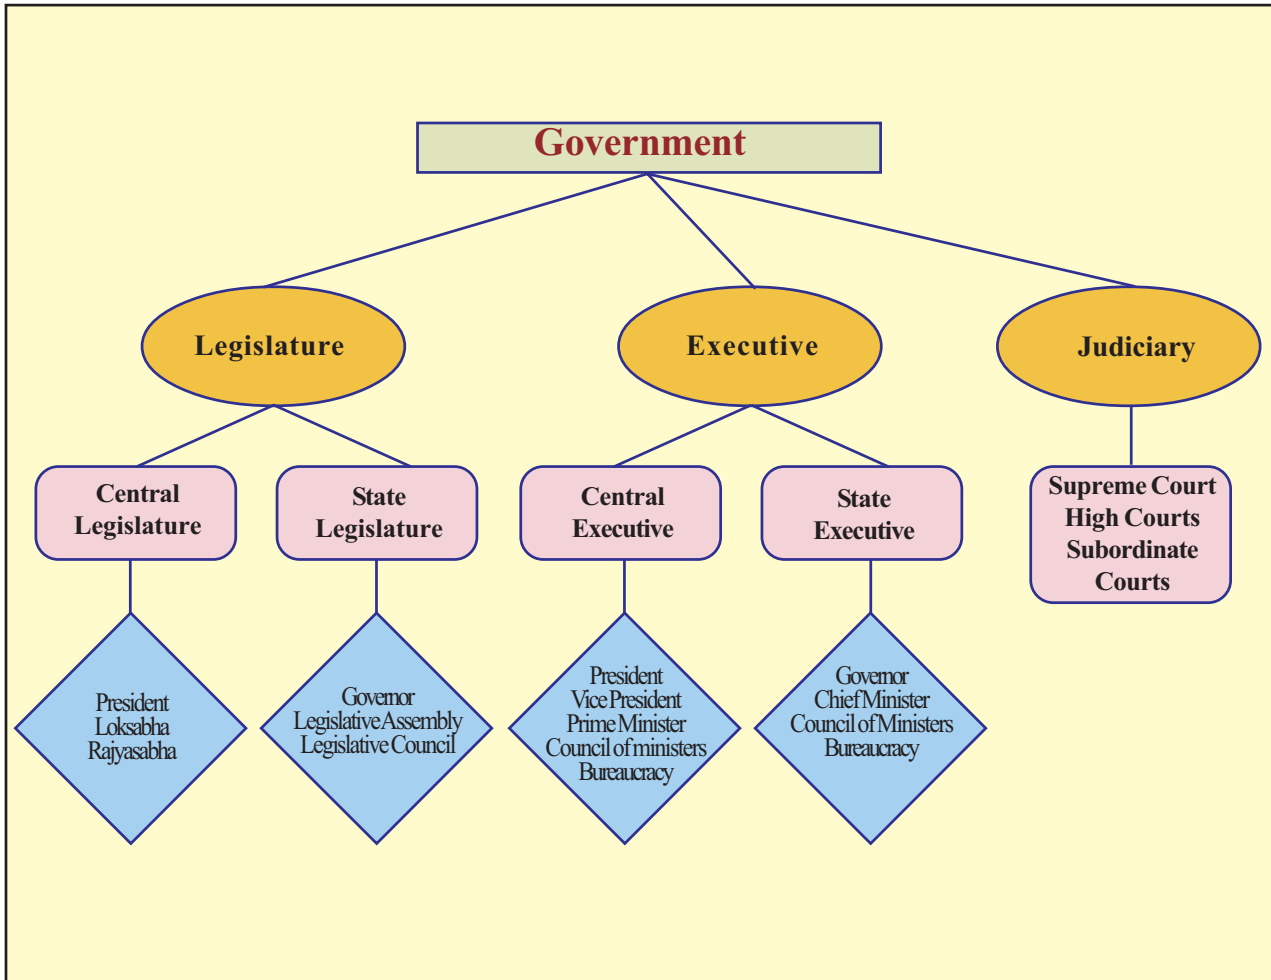 Government
Legislature
Executive
Judiciary
Central
Legislature
State
Legislature
Central
Executive
State
Executive
Supreme Court
High Courts
Subordinate
Courts
President
Loksabha
Rajyasabha
Governor
Legislative Assembly
Legislative Council
President
Vice President
Prime Minister
Council of ministers
Bureaucracy
Governor
Chief Minister
Council of Ministers
Bureaucracy